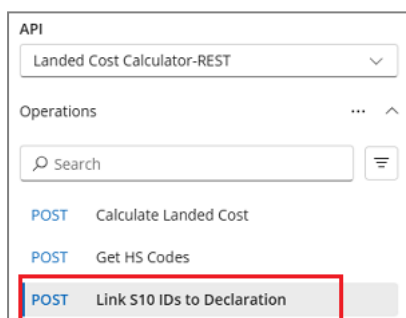 API
Landed Cost Calculator-REST
Operations ...
Search
POST Calculate Landed Cost
POST Get HS Codes
POST Link S10 IDs to Declaration